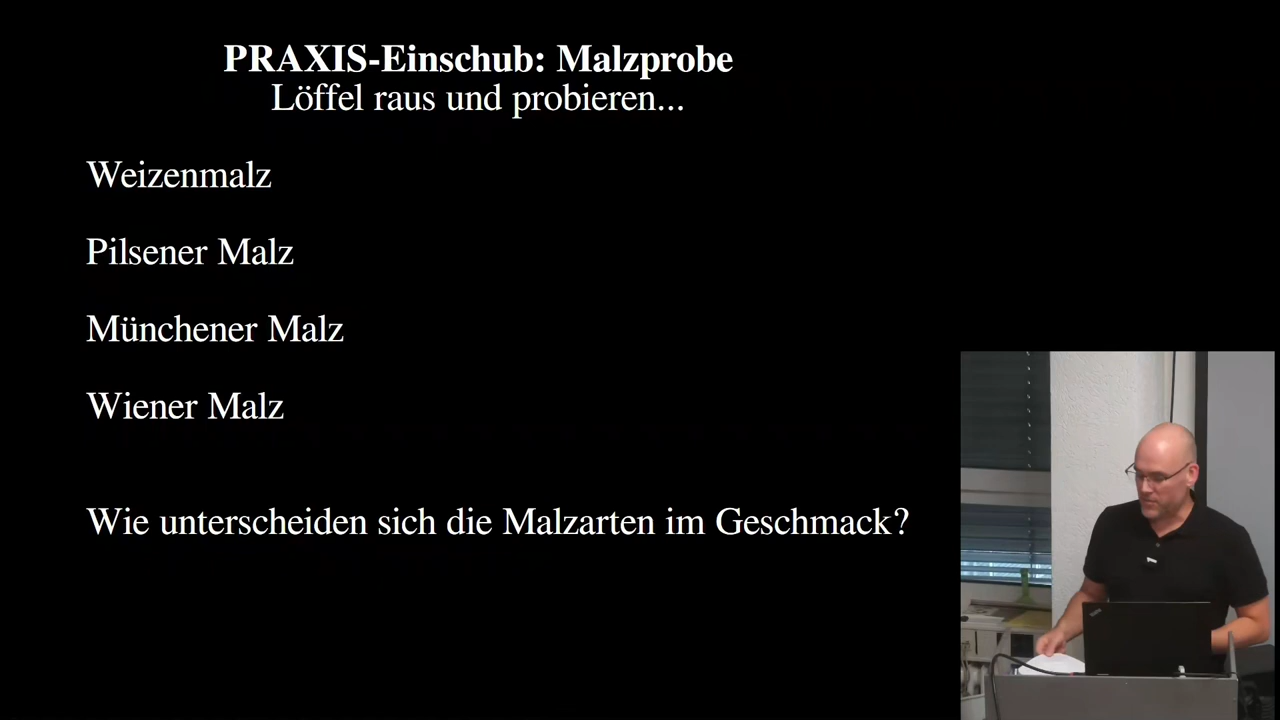 PRAXIS-Einschub: Malzprobe
Löffel raus und probieren...
Weizenmalz
Pilsener Malz
Münchener Malz
Wiener Malz
Wie unterscheiden sich die Malzarten im Geschmack?